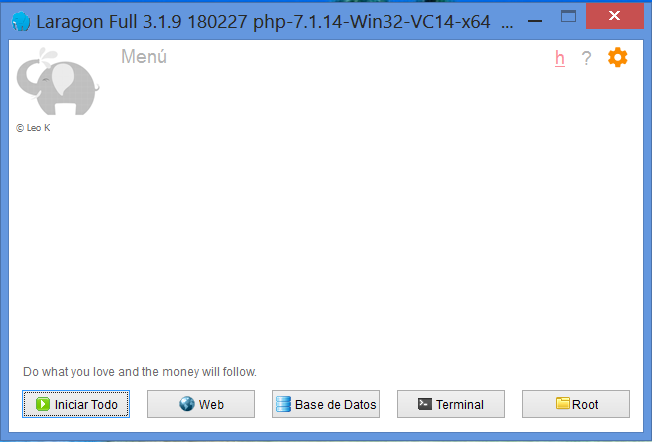 Laragon Full 3.1.9 180227 php-7.1.14-Win32-VC14-x64 ...
Menú
h ?
© Leo K
Do what you love and the money will follow.
Iniciar Todo Web Base de Datos Terminal Root